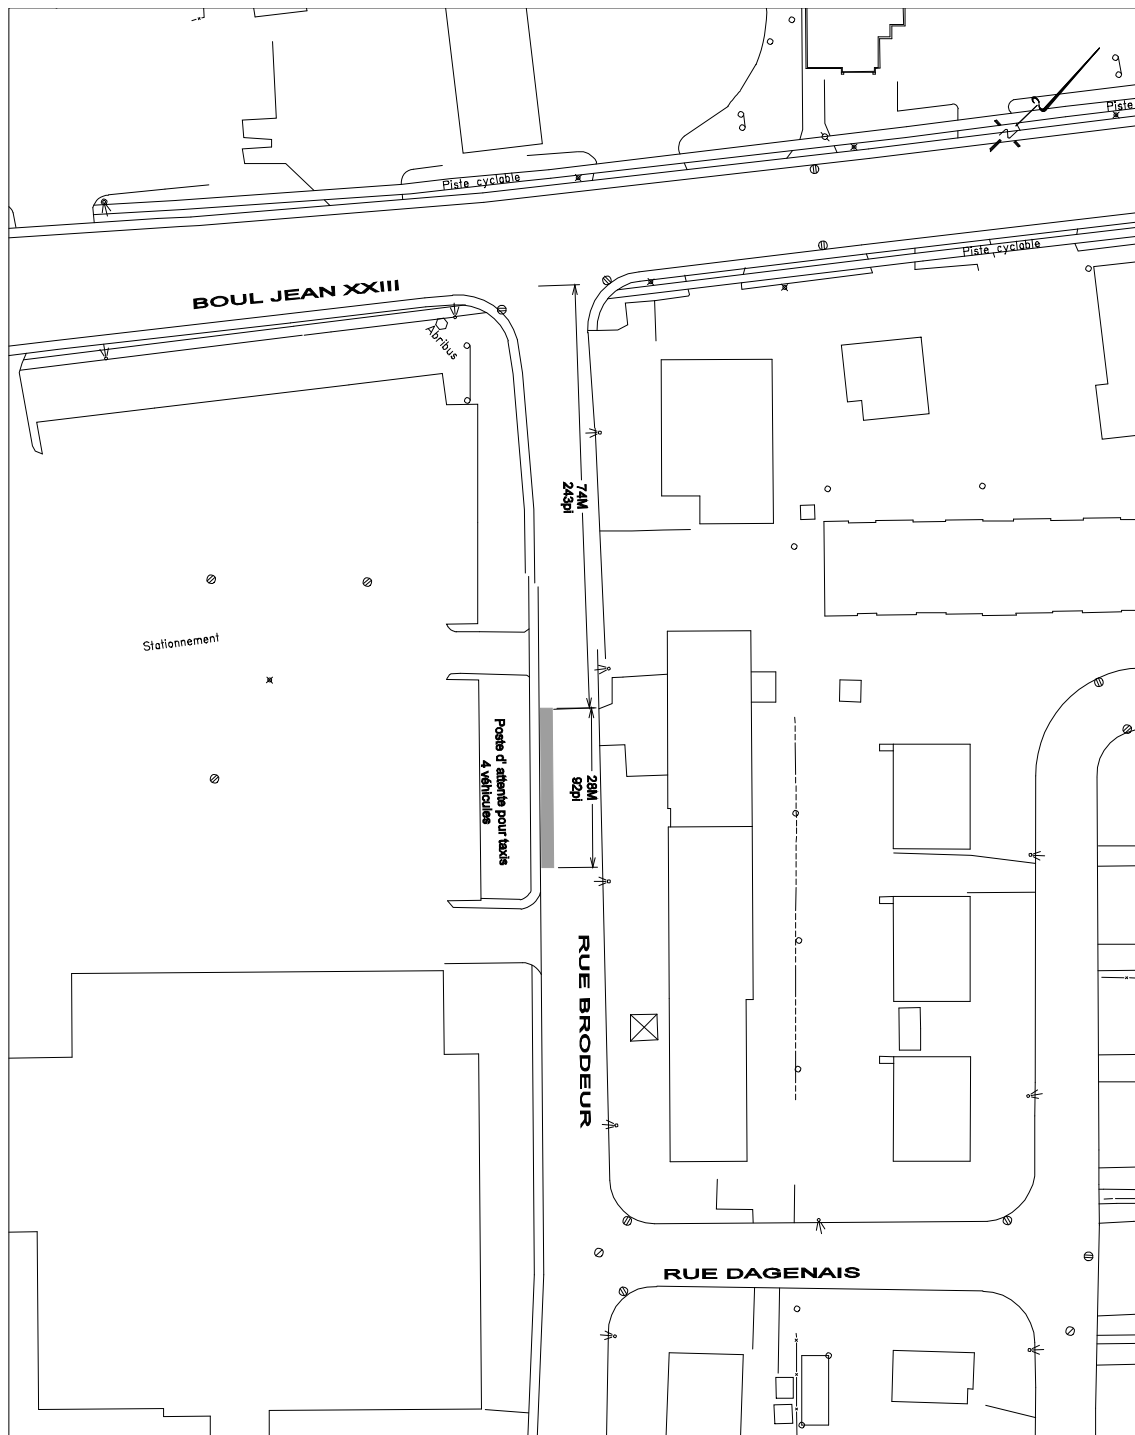 Piste
Piste cyclable
Piste cyclable
BOUL JEAN XXIII
Abribus
74M
243pi
Stationnement
Poste d' attente pour taxis
4 véhicules
28M
92pi
RUE BRODEUR
RUE DAGENAIS